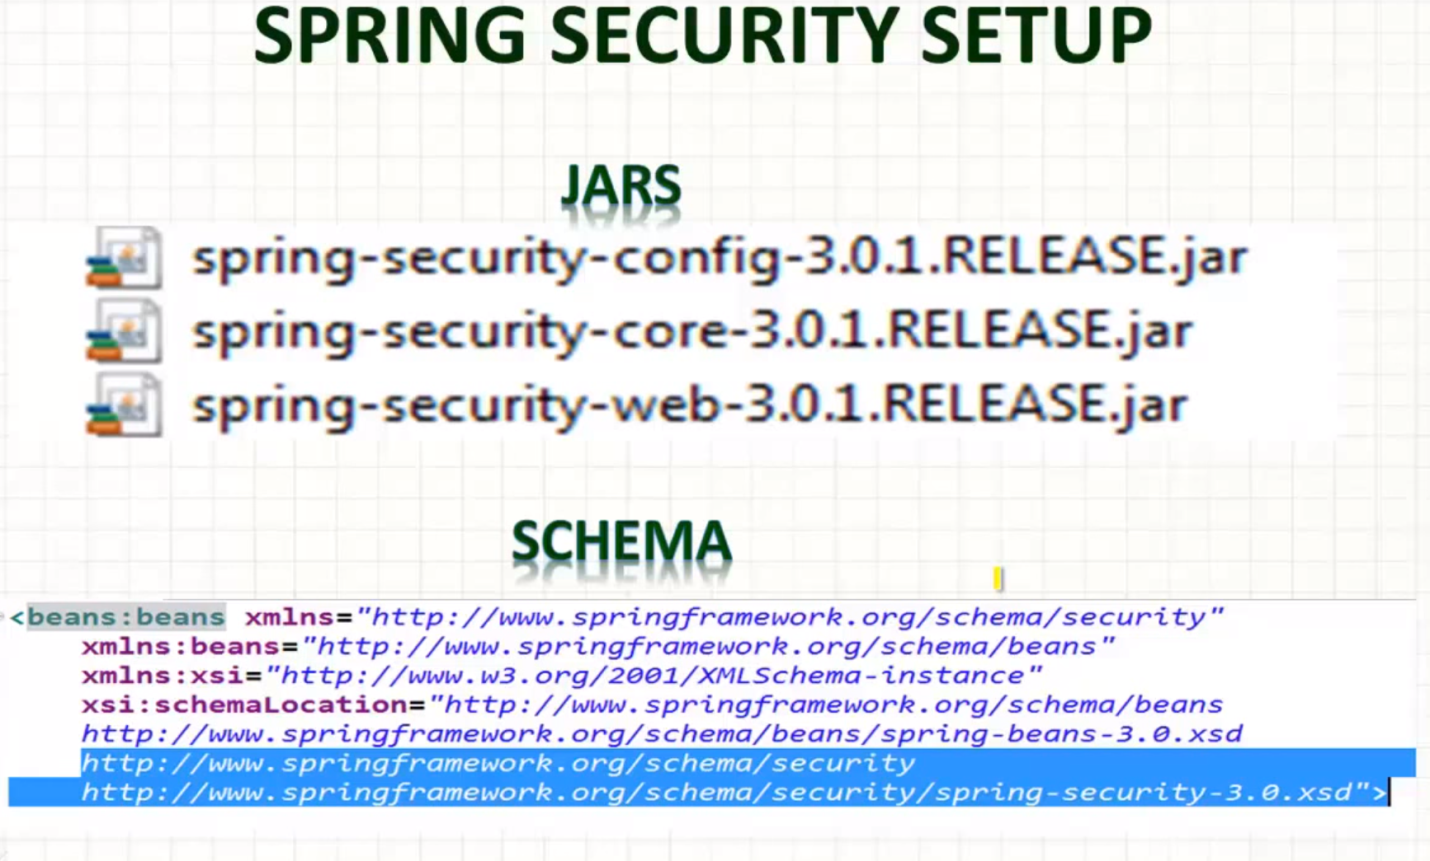 SPRING SECURITY SETUP
JARS
spring-security-config-3.0.1.RELEASE.jar
spring-security-core-3.0.1.RELEASE.jar
spring-security-web-3.0.1.RELEASE.jar
SCHEMA
<beans:beans xmlns="http://www.springframework.org/schema/security"
xmlns:beans="http://www.springframework.org/schema/beans"
xmlns:xsi="http://www.w3.org/2001/XMLSchema-instance"
xsi:schemaLocation="http://www.springframework.org/schema/beans
http://www.springframework.org/schema/beans/spring-beans-3.0.xsd
http://www.springframework.org/schema/security
http://www.springframework.org/schema/security/spring-security-3.0.xsd">